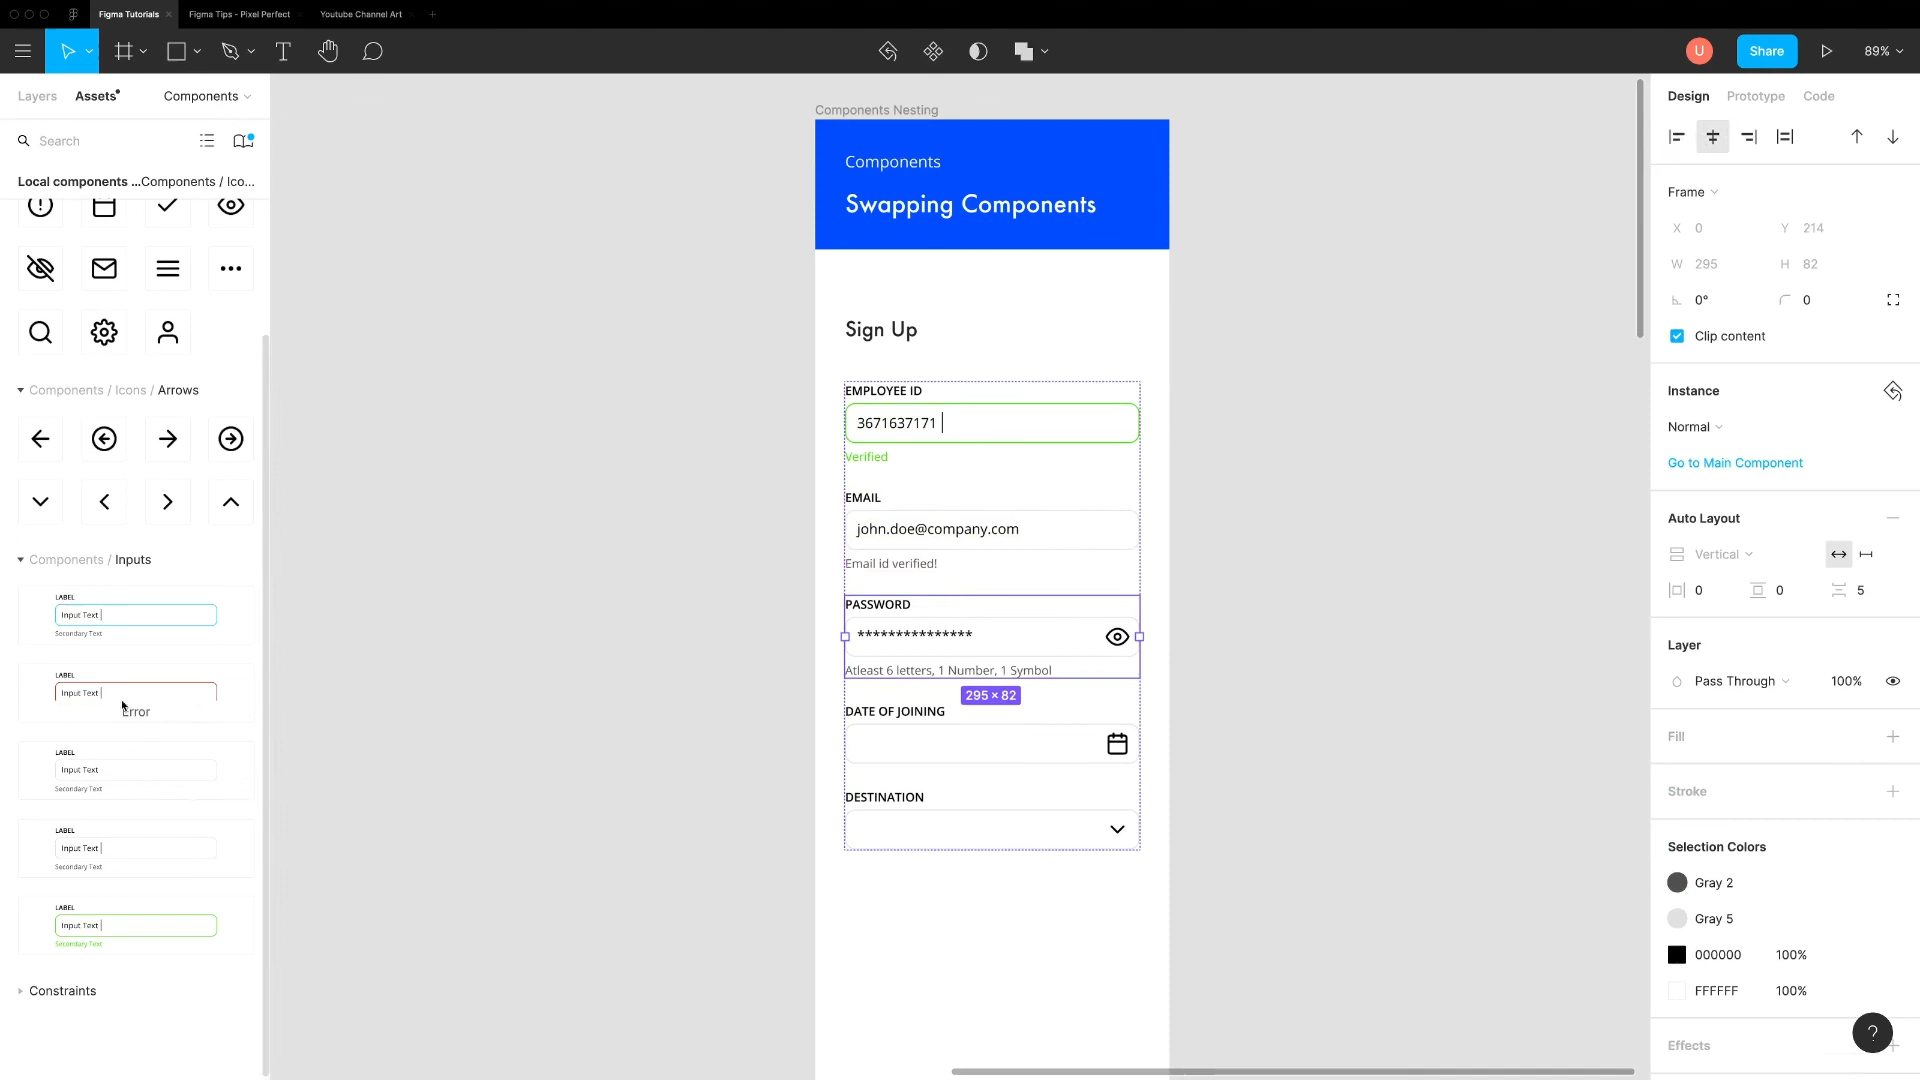 Figma Tutorials
Figma Tips - Pixel Perfect
Youtube Channel Art
U
Share
89%
Layers
Assets
Components
Search
Local components ...Components / Ico...
Components / Icons / Arrows
Components / Inputs
LABEL
Input Text
Secondary Text
LABEL
Input Text
Error
LABEL
Input Text
Secondary Text
LABEL
Input Text
Secondary Text
LABEL
Input Text
Secondary Text
Constraints
Components Nesting
Components
Swapping Components
Sign Up
EMPLOYEE ID
3671637171
Verified
EMAIL
john.doe@company.com
Email id verified!
PASSWORD
***************
Atleast 6 letters, 1 Number, 1 Symbol
295 × 82
DATE OF JOINING
DESTINATION
Design
Prototype
Code
Frame
X 0
Y 214
W 295
H 82
0°
0
Clip content
Instance
Normal
Go to Main Component
Auto Layout
Vertical
0
0
5
Layer
Pass Through
100%
Fill
Stroke
Selection Colors
Gray 2
Gray 5
000000 100%
FFFFFF 100%
Effects
?